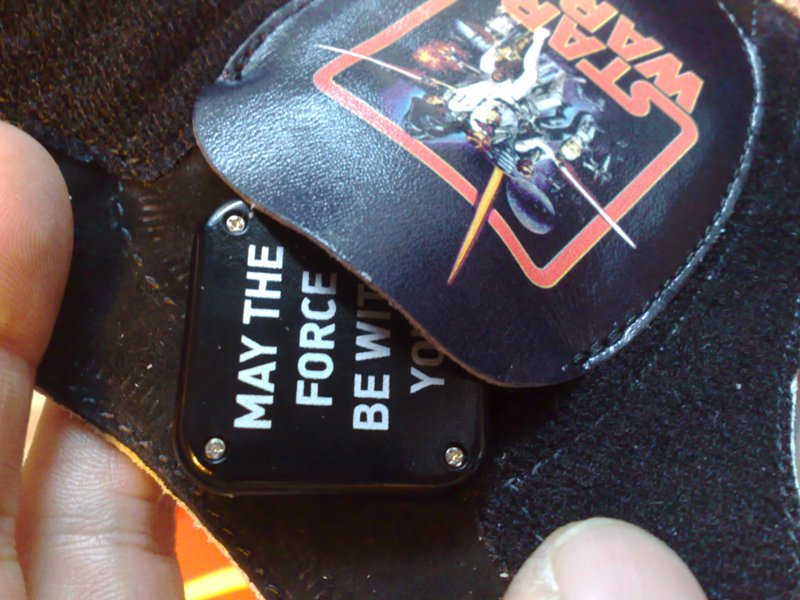 STAR
WARS
MAY THE
FORCE
BE WIT
YO